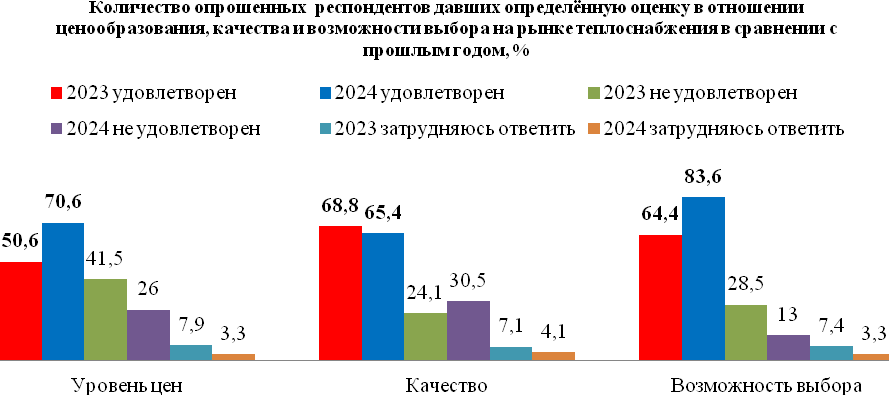 Количество опрошенных респондентов давших определённую оценку в отношении
ценообразования, качества и возможности выбора на рынке теплоснабжения в сравнении с
прошлым годом, %
2023 удовлетворен
2024 удовлетворен
2023 не удовлетворен
2024 не удовлетворен
2023 затрудняюсь ответить
2024 затрудняюсь ответить
50,6
70,6
41,5
26
7,9
3,3
68,8
65,4
24,1
30,5
7,1
4,1
64,4
83,6
28,5
13
7,4
3,3
Уровень цен
Качество
Возможность выбора